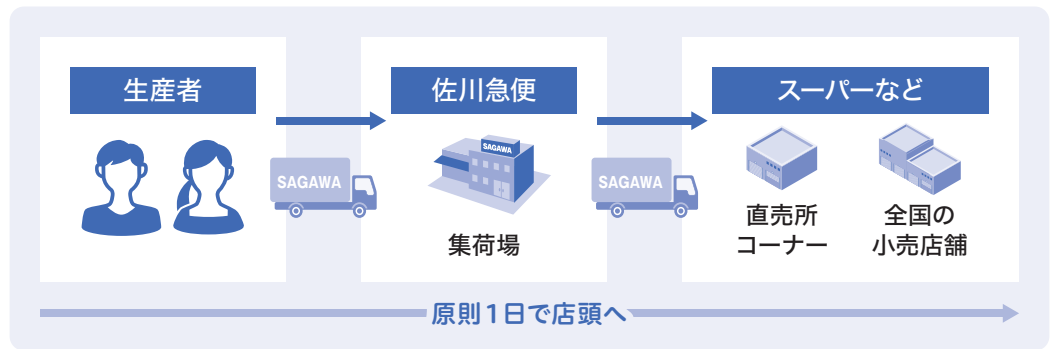 生産者
佐川急便
スーパーなど
SAGAWA
SAGAWA
SAGAWA
集荷場
直売所
コーナー
全国の
小売店舗
原則1日で店頭へ